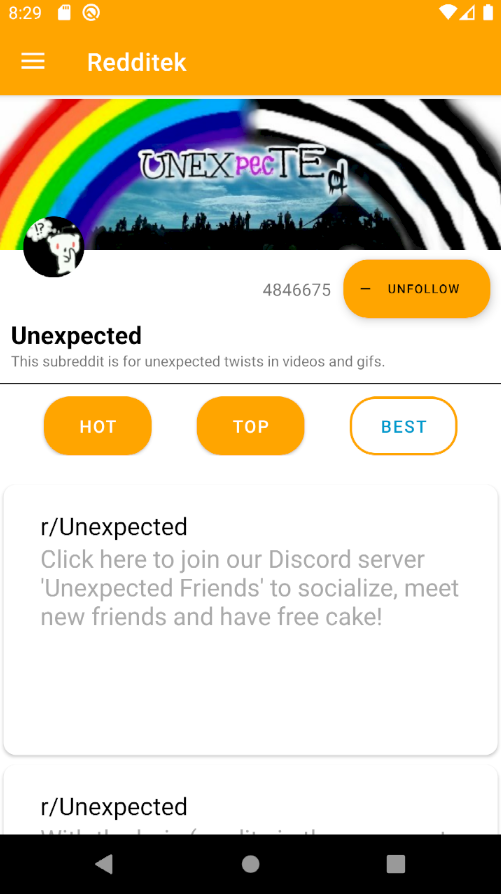 8:29
Redditek
UNEXpecTEd
!?
4846675
UNFOLLOW
Unexpected
This subreddit is for unexpected twists in videos and gifs.
HOT
TOP
BEST
r/Unexpected
Click here to join our Discord server
'Unexpected Friends' to socialize, meet
new friends and have free cake!
r/Unexpected